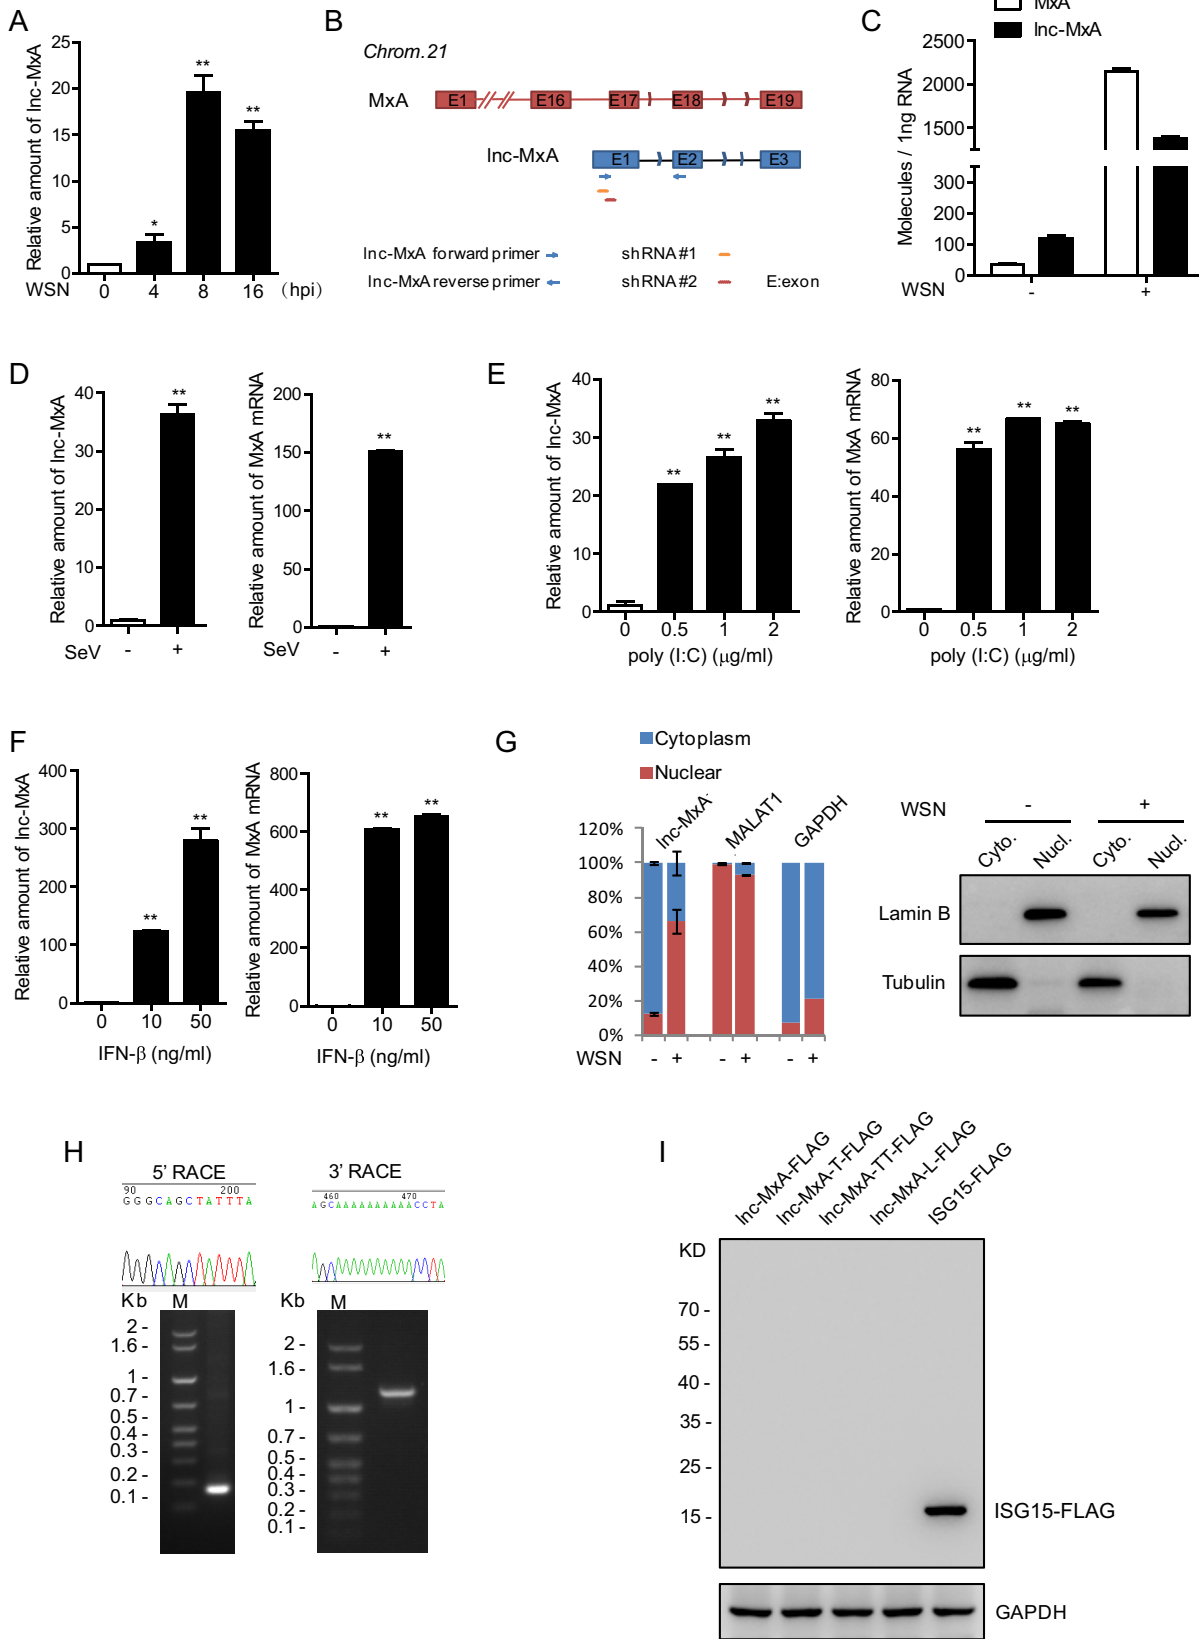 A
Relative amount of lnc-MxA
25
20
15
10
5
0
**
**
*
WSN 0 4 8 16 (hpi)
B
Chrom.21
MxA E1 E16 E17 E18 E19
lnc-MxA E1 E2 E3
lnc-MxA forward primer
shRNA#1
lnc-MxA reverse primer
shRNA#2
E:exon
C
MxA
lnc-MxA
Molecules / 1ng RNA
2500
2000
1500
300
200
100
0
WSN - +
D
Relative amount of lnc-MxA
40
30
20
10
0
**
SeV - +
Relative amount of MxA mRNA
200
150
100
50
0
**
SeV - +
E
Relative amount of lnc-MxA
40
30
20
10
0
**
**
**
0 0.5 1 2
poly (I:C) (μg/ml)
Relative amount of MxA mRNA
80
60
40
20
0
** ** **
0 0.5 1 2
poly (I:C) (μg/ml)
F
Relative amount of lnc-MxA
400
300
200
100
0
**
**
0 10 50
IFN-β (ng/ml)
Relative amount of MxA mRNA
800
600
400
200
0
** **
0 10 50
IFN-β (ng/ml)
G
Cytoplasm
Nuclear
lnc-MxA MALAT1 GAPDH
120%
100%
80%
60%
40%
20%
0%
WSN - + - + - +
WSN - +
Cyto. Nucl. Cyto. Nucl.
Lamin B
Tubulin
H
5' RACE
90 200
GGGCAGCTATTTA
Kb M
2 -
1.6 -
1 -
0.7 -
0.5 -
0.4 -
0.3 -
0.2 -
0.1 -
3' RACE
460 470
AGCAAAAAAAAAACCTA
Kb M
2 -
1.6 -
1 -
0.7 -
0.5 -
0.4 -
0.3 -
0.2 -
0.1 -
I
lnc-MxA-FLAG
lnc-MxA-T-FLAG
lnc-MxA-TT-FLAG
lnc-MxA-L-FLAG
ISG15-FLAG
KD
70 -
55 -
40 -
35 -
25 -
15 -
ISG15-FLAG
GAPDH